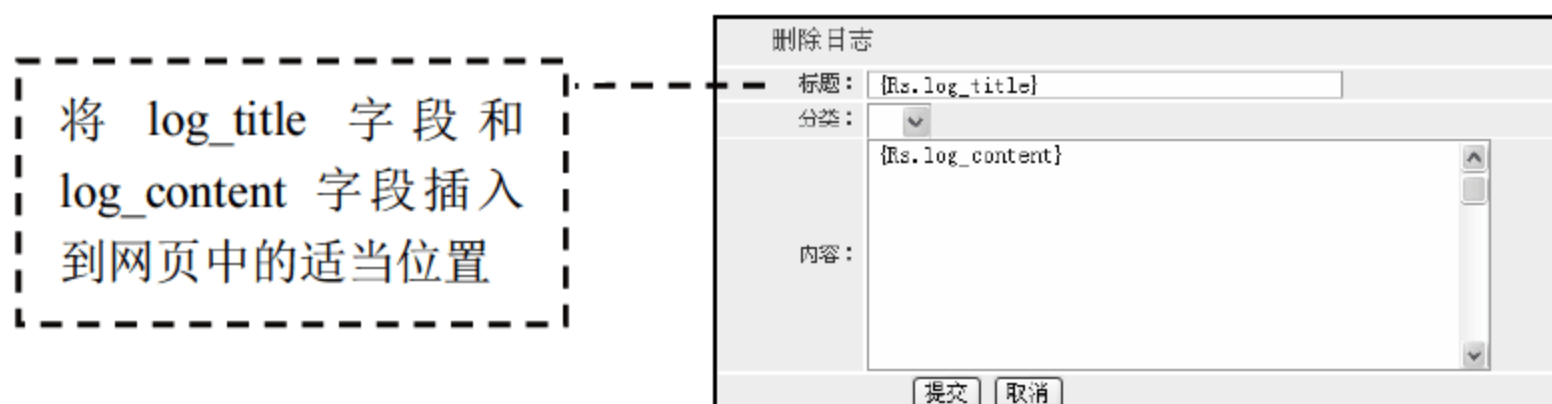 将 log_title 字段和
log_content 字段插入
到网页中的适当位置
删除日志
标题： {Rs.log_title}
分类：
{Rs.log_content}
内容：
提交 取消